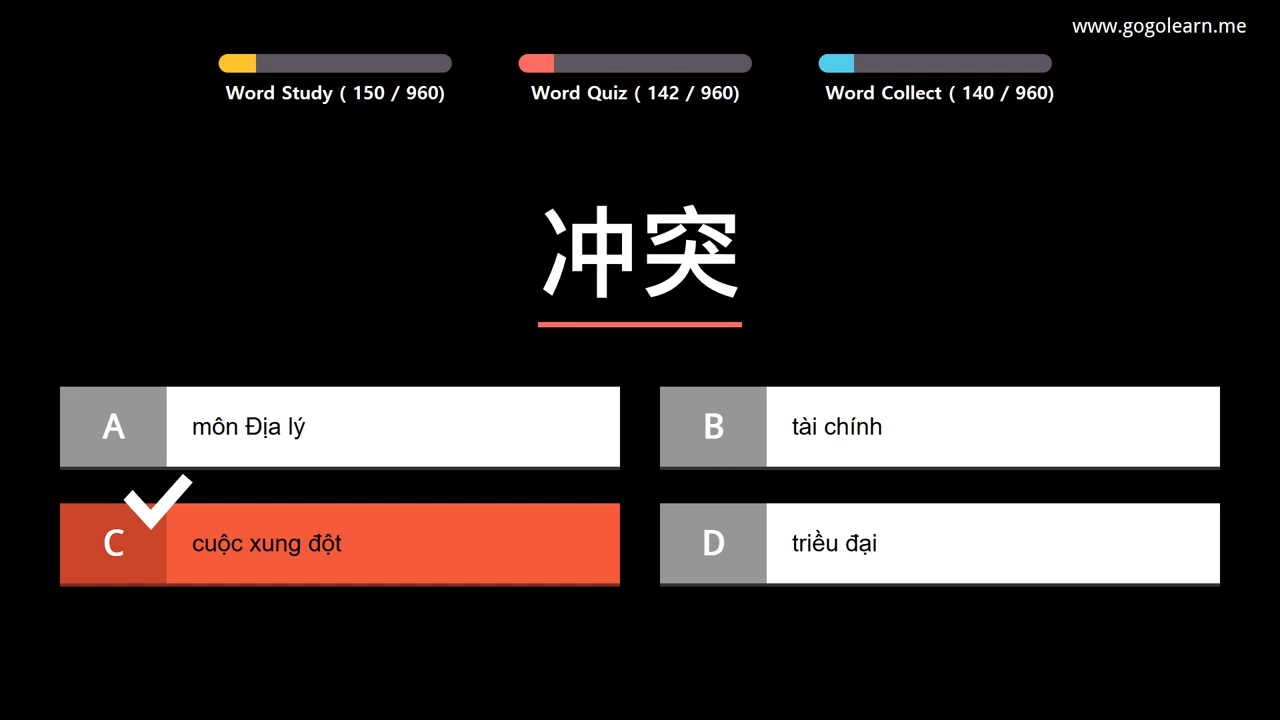 www.gogolearn.me
Word Study ( 150 / 960)
Word Quiz ( 142 / 960)
Word Collect ( 140 / 960)
冲突
A môn Địa lý
B tài chính
C cuộc xung đột
D triều đại